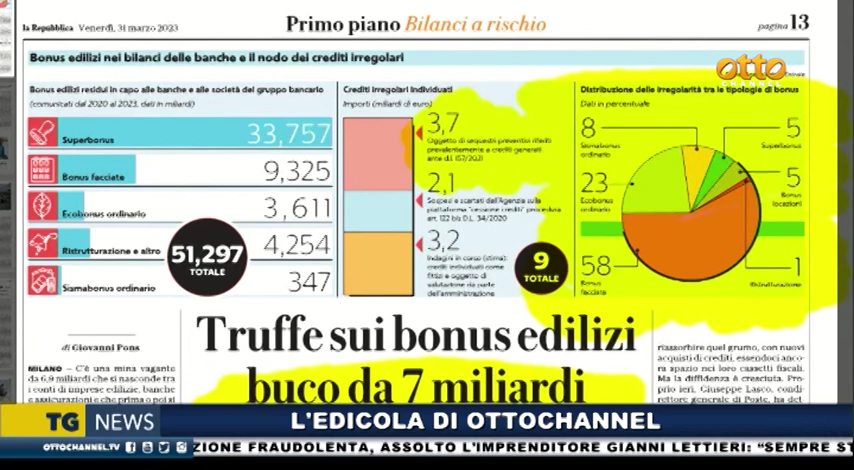 la Repubblica Venerdì, 31 marzo 2023
Primo piano Bilanci a rischio
pagina 13
Bonus edilizi nei bilanci delle banche e il nodo dei crediti irregolari
otto
CHANNEL
Bonus edilizi residui in capo alle banche e alle società del gruppo bancario
(comunicati dal 2020 al 2023, dati in miliardi)
Superbonus 33,757
Bonus facciate 9,325
Ecobonus ordinario 3,611
Ristrutturazione e altro 4,254
Sismabonus ordinario 347
51,297
TOTALE
Crediti irregolari individuati
Importi (miliardi di euro)
3,7
Oggetto di sequestri preventivi riferiti
prevalentemente a crediti generati
ante d.l. 157/2021
2,1
Sospesi e scartati dall'Agenzia sulla
piattaforma "cessione crediti" procedura
art. 122 bis D.L. 34/2020
3,2
Indagini in corso (stima):
crediti individuati come
fittizi e oggetto di
valutazione da parte
dell'amministrazione
9
TOTALE
Distribuzione delle irregolarità tra le tipologie di bonus
Dati in percentuale
8
Sismabonus
ordinario
5
Superbonus
23
Ecobonus
ordinario
5
Bonus
locazioni
58
Bonus
facciate
1
Ristrutturazione
Truffe sui bonus edilizi
buco da 7 miliardi
di Giovanni Pons
MILANO – C'è una mina vagante
da 6,9 miliardi che si nasconde tra
i conti di imprese edilizie, banche
e assicurazioni e che prima o poi si
riassorbire quel grumo, con nuovi
acquisti di crediti, essendoci anco-
ra spazio nei loro cassetti fiscali.
Ma la diffidenza è cresciuta. Pro-
prio ieri, Giuseppe Lasco, condi-
rettore generale di Poste, ha det-
TG NEWS
L'EDICOLA DI OTTOCHANNEL
OTTOCHANNEL.TV
ZIONE FRAUDOLENTA, ASSOLTO L'IMPRENDITORE GIANNI LETTIERI: “SEMPRE ST